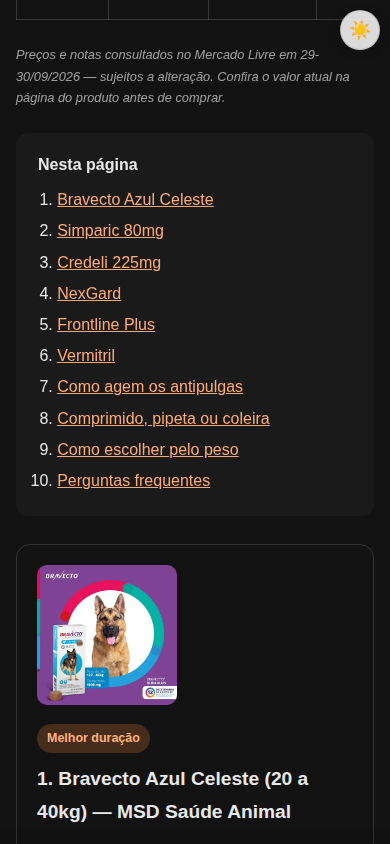 Preços e notas consultados no Mercado Livre em 29-
30/09/2026 — sujeitos a alteração. Confira o valor atual na
página do produto antes de comprar.
Nesta página
1. Bravecto Azul Celeste
2. Simparic 80mg
3. Credeli 225mg
4. NexGard
5. Frontline Plus
6. Vermitril
7. Como agem os antipulgas
8. Comprimido, pipeta ou coleira
9. Como escolher pelo peso
10. Perguntas frequentes
BRAVECTO
BRAVECTO
Melhor duração
1. Bravecto Azul Celeste (20 a
40kg) — MSD Saúde Animal